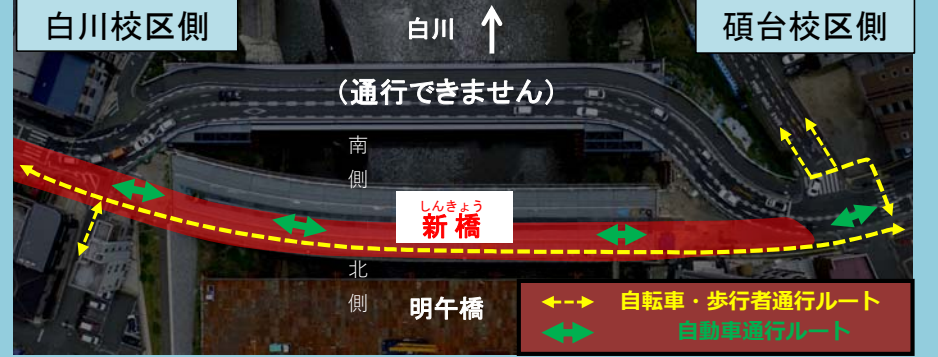 白川校区側
白川
碩台校区側
(通行できません)
南側
しんきょう
新橋
北側
明午橋
自転車・歩行者通行ルート
自動車通行ルート